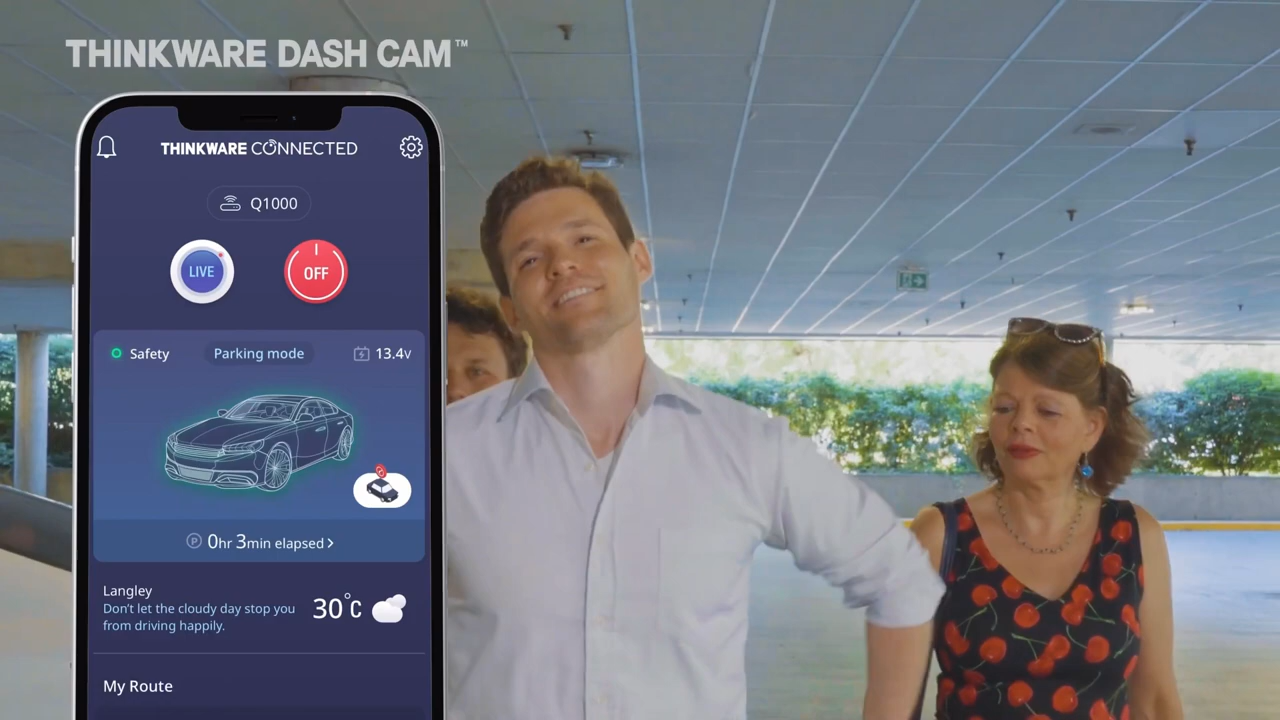 THINKWARE DASH CAM™
THINKWARE CONNECTED
Q1000
LIVE
OFF
Safety
Parking mode
13.4v
P 0hr 3min elapsed >
Langley
Don't let the cloudy day stop you
from driving happily.
30°C
My Route